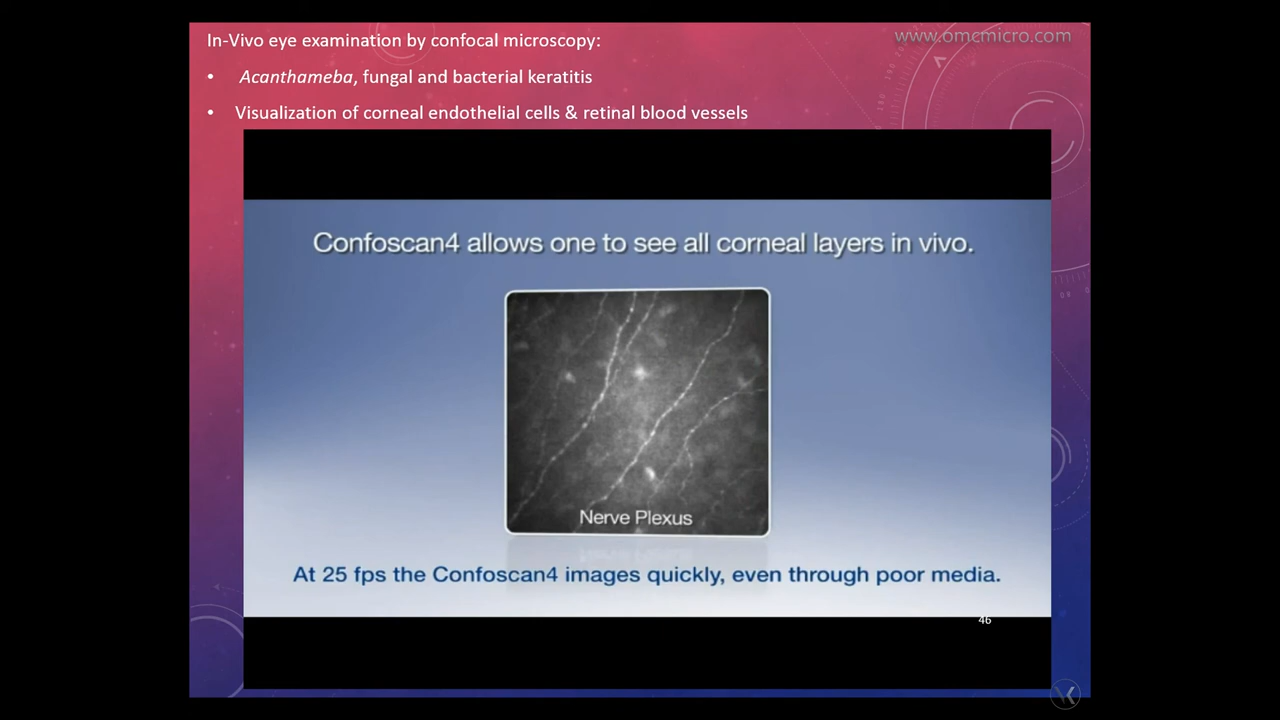 www.omcmicro.com
In-Vivo eye examination by confocal microscopy:
• Acanthameba, fungal and bacterial keratitis
• Visualization of corneal endothelial cells & retinal blood vessels
Confoscan4 allows one to see all corneal layers in vivo.
Nerve Plexus
At 25 fps the Confoscan4 images quickly, even through poor media.
46